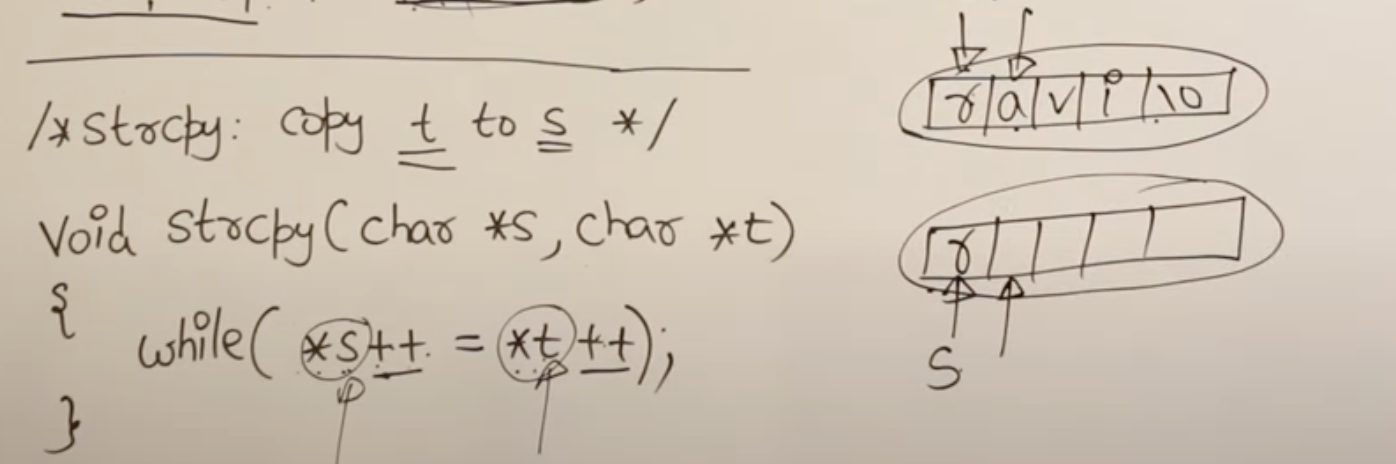 /* strcpy: copy t to s */
void strcpy(char *s, char *t)
{
while( *s++ = *t++);
}
r a v i \0
r
S